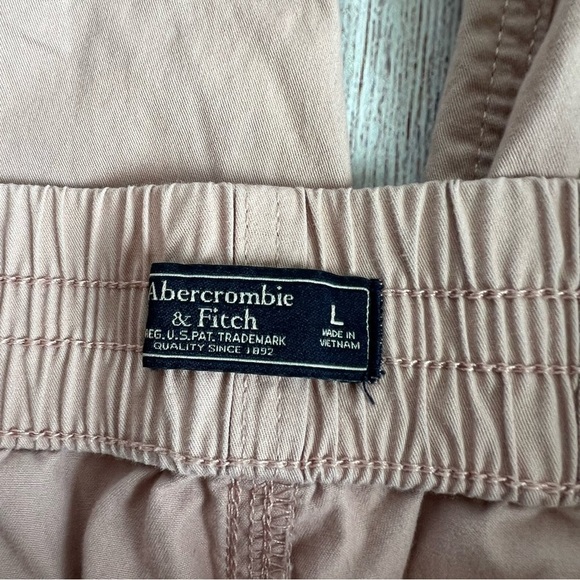 Abercrombie
& Fitch
REG. U.S. PAT. TRADEMARK
QUALITY SINCE 1892
L
MADE IN
VIETNAM